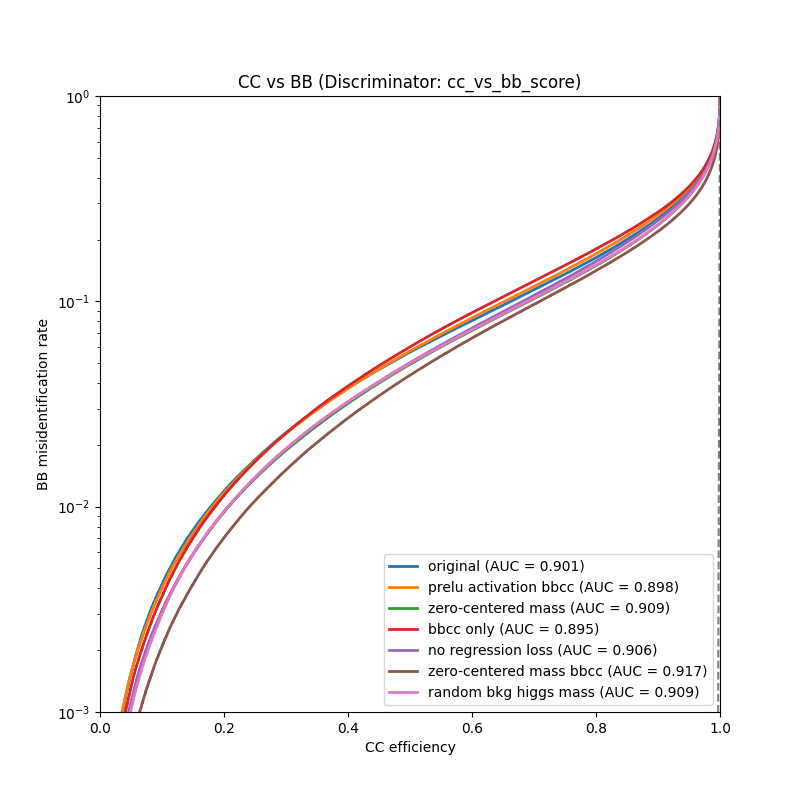 CC vs BB (Discriminator: cc_vs_bb_score)
10⁰
10⁻¹
10⁻²
10⁻³
BB misidentification rate
original (AUC = 0.901)
prelu activation bbcc (AUC = 0.898)
zero-centered mass (AUC = 0.909)
bbcc only (AUC = 0.895)
no regression loss (AUC = 0.906)
zero-centered mass bbcc (AUC = 0.917)
random bkg higgs mass (AUC = 0.909)
0.0 0.2 0.4 0.6 0.8 1.0
CC efficiency